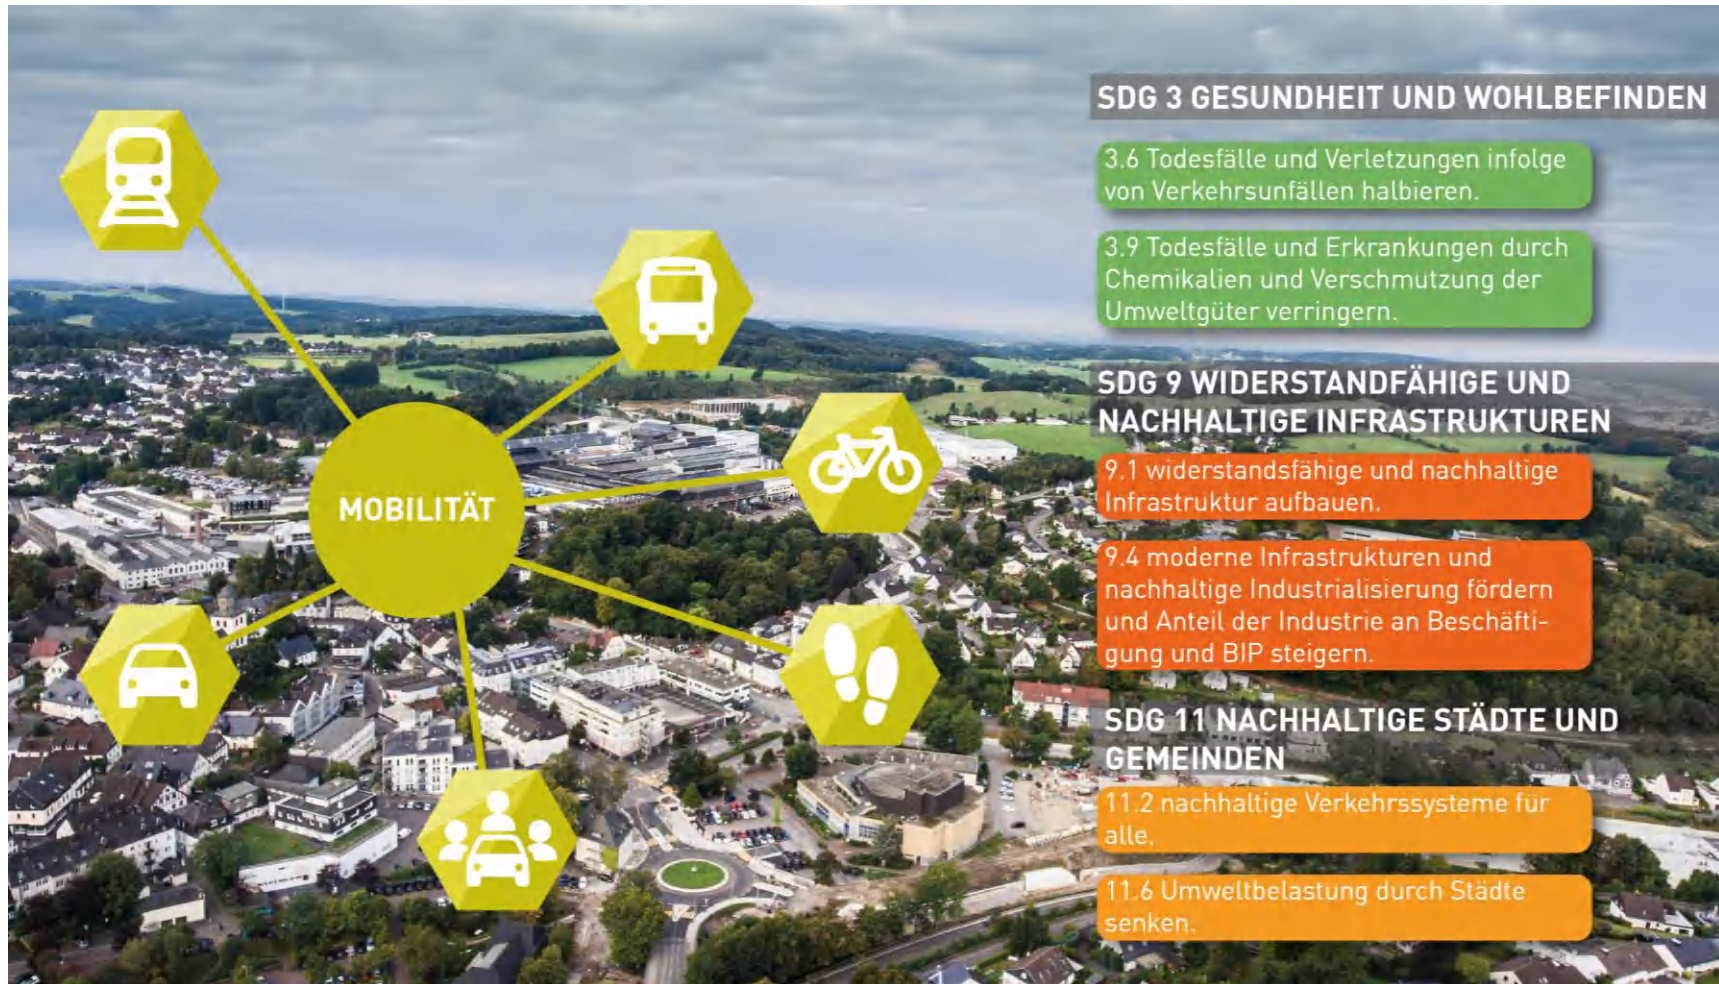 MOBILITÄT
SDG 3 GESUNDHEIT UND WOHLBEFINDEN
3.6 Todesfälle und Verletzungen infolge
von Verkehrsunfällen halbieren.
3.9 Todesfälle und Erkrankungen durch
Chemikalien und Verschmutzung der
Umweltgüter verringern.
SDG 9 WIDERSTANDFÄHIGE UND
NACHHALTIGE INFRASTRUKTUREN
9.1 widerstandsfähige und nachhaltige
Infrastruktur aufbauen.
9.4 moderne Infrastrukturen und
nachhaltige Industrialisierung fördern
und Anteil der Industrie an Beschäfti-
gung und BIP steigern.
SDG 11 NACHHALTIGE STÄDTE UND
GEMEINDEN
11.2 nachhaltige Verkehrssysteme für
alle.
11.6 Umweltbelastung durch Städte
senken.